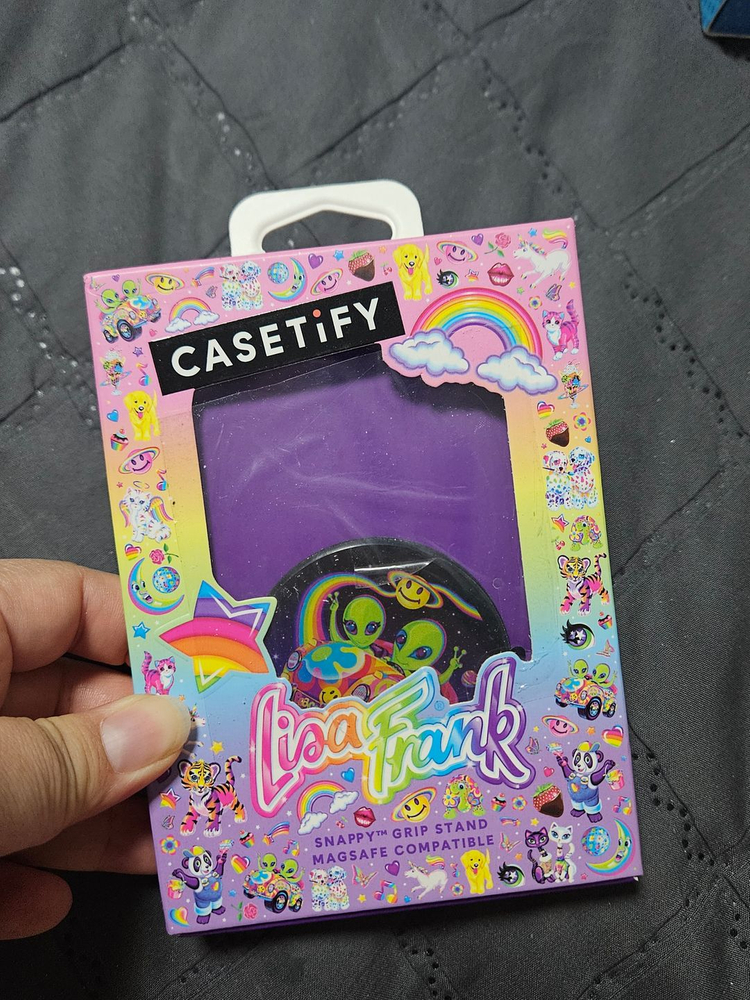 CASETiFY
Lisa Frank®
SNAPPY™ GRIP STAND
MAGSAFE COMPATIBLE